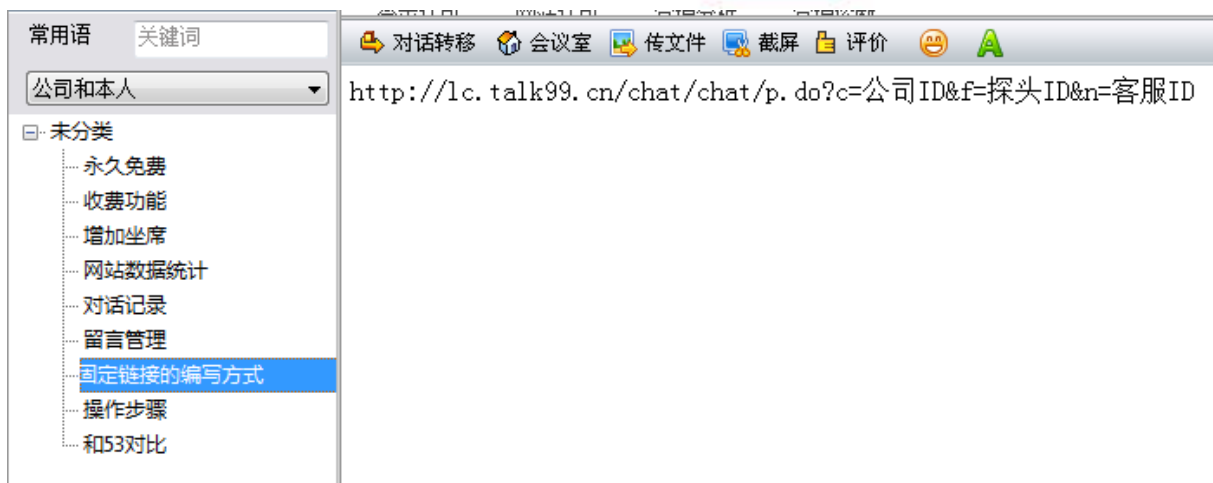 常用语 关键词
公司和本人
未分类
永久免费
收费功能
增加坐席
网站数据统计
对话记录
留言管理
固定链接的编写方式
操作步骤
和53对比
对话转移 会议室 传文件 截屏 评价 A
http://lc.talk99.cn/chat/chat/p.do?c=公司ID&f=探头ID&n=客服ID